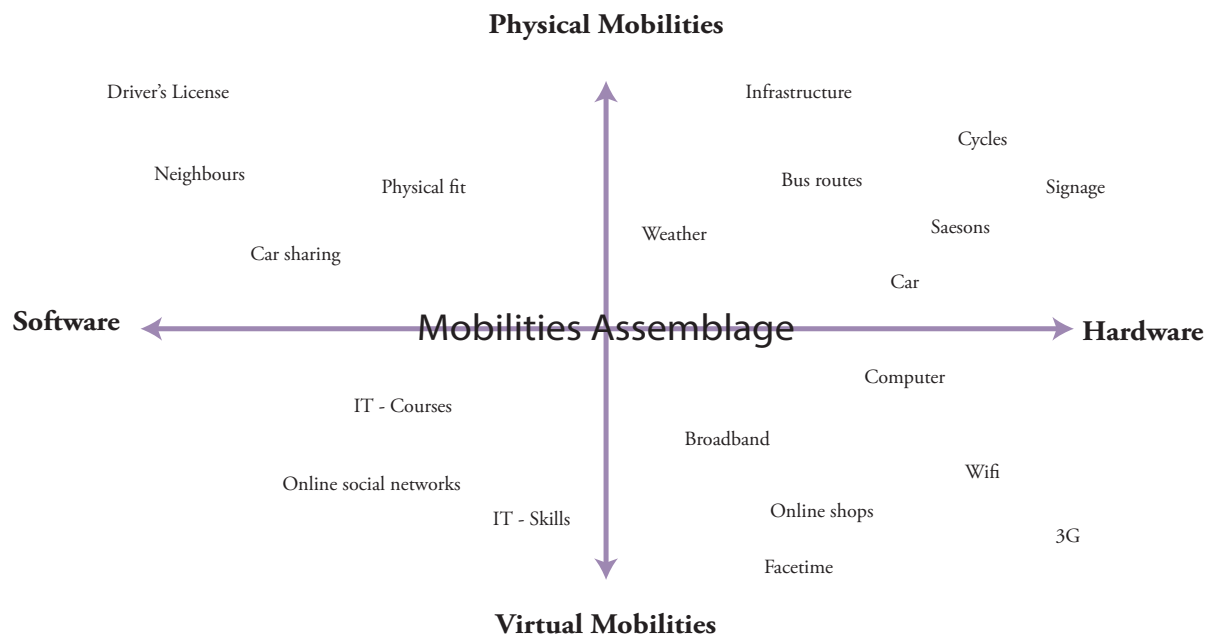 Physical Mobilities
Driver's License
Infrastructure
Cycles
Neighbours
Physical fit
Bus routes
Signage
Weather
Saesons
Car sharing
Car
Software
Mobilities Assemblage
Hardware
Computer
IT - Courses
Broadband
Wifi
Online social networks
Online shops
IT - Skills
3G
Facetime
Virtual Mobilities